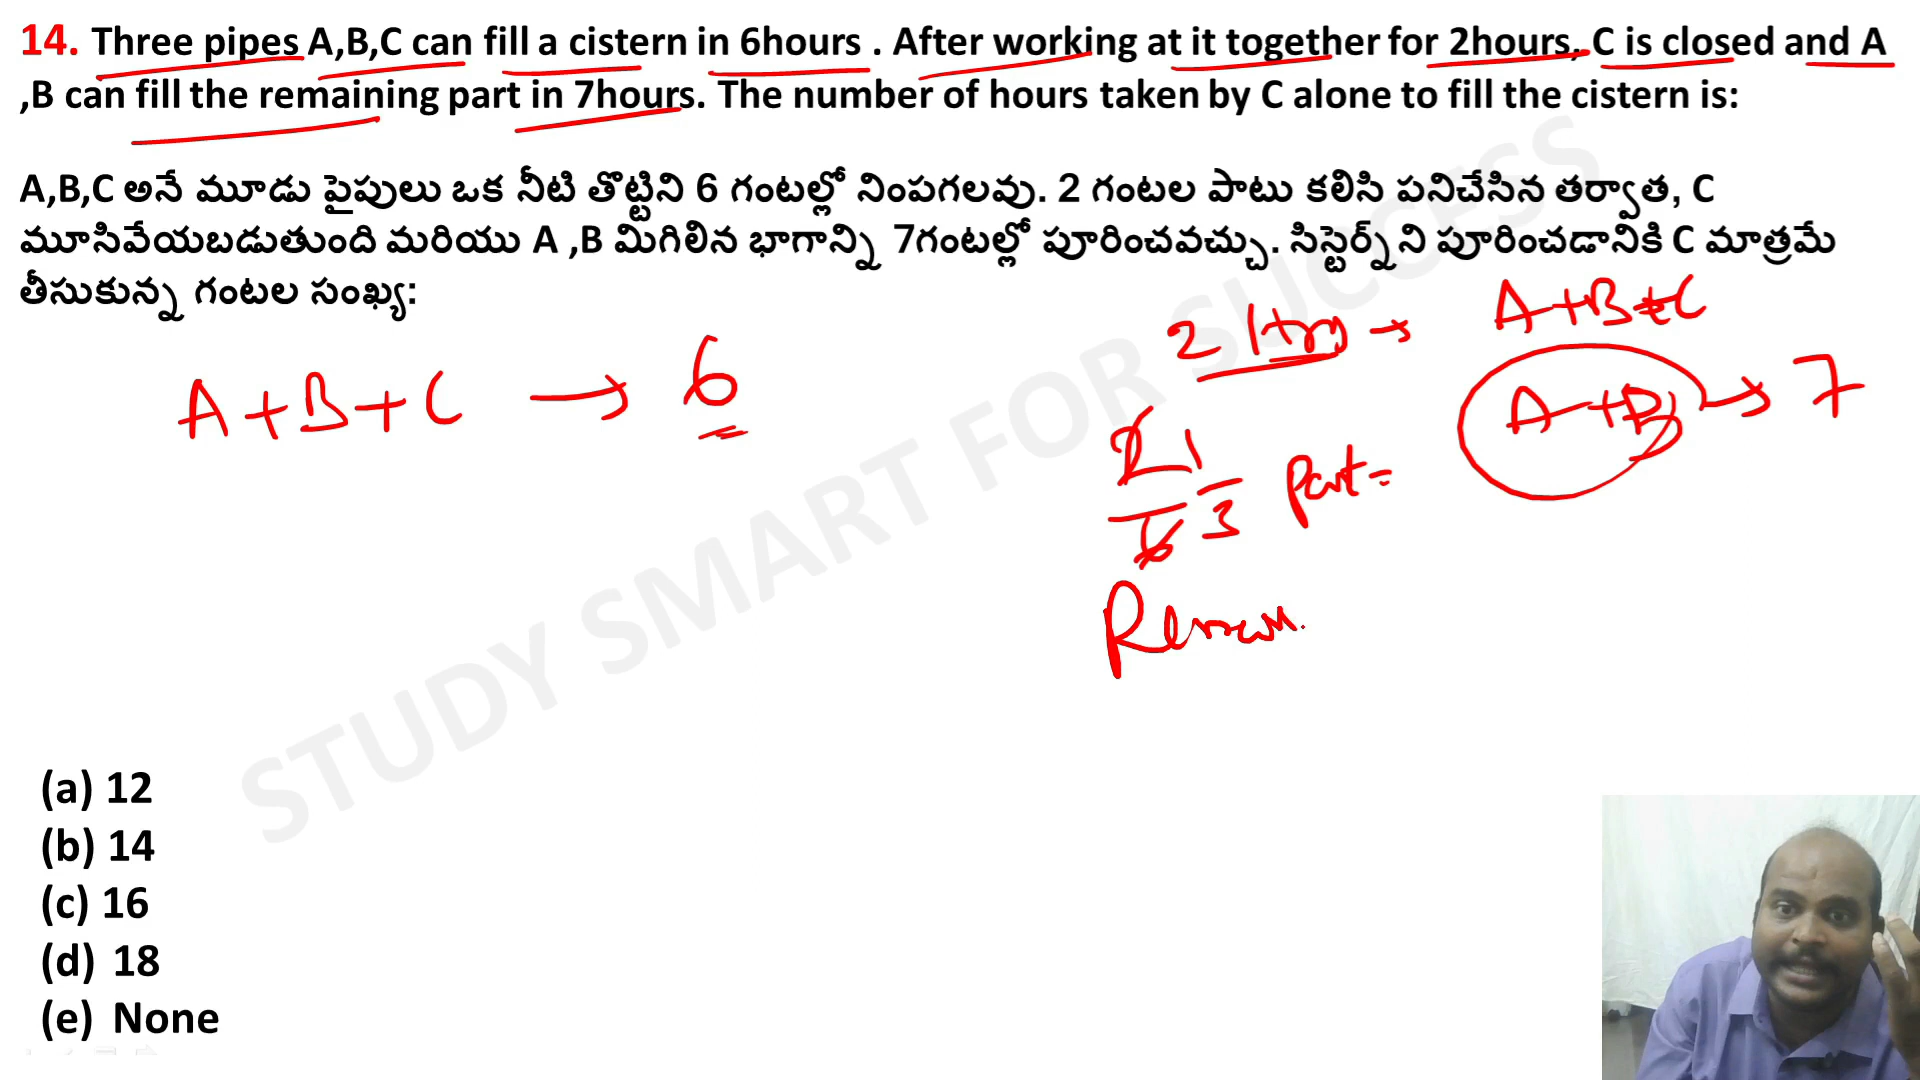 14. Three pipes A,B,C can fill a cistern in 6hours . After working at it together for 2hours, C is closed and A
,B can fill the remaining part in 7hours. The number of hours taken by C alone to fill the cistern is:
A,B,C అనే మూడు పైపులు ఒక నీటి తొట్టిని 6 గంటల్లో నింపగలవు. 2 గంటల పాటు కలిసి పనిచేసిన తర్వాత, C
మూసివేయబడుతుంది మరియు A ,B మిగిలిన భాగాన్ని 7గంటల్లో పూరించవచ్చు. సిస్టెర్న్‌ని పూరించడానికి C మాత్రమే
తీసుకున్న గంటల సంఖ్య:
2 Hrs → A+B+C
A+B+C → 6
A+B → 7
2/6 1/3 Part=
STUDY SMART FOR SUCCESS
(a) 12
(b) 14
(c) 16
(d) 18
(e) None